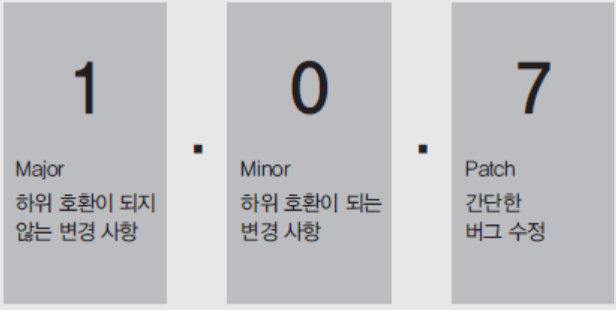 1 . 0 . 7
Major
하위 호환이 되지
않는 변경 사항
Minor
하위 호환이 되는
변경 사항
Patch
간단한
버그 수정